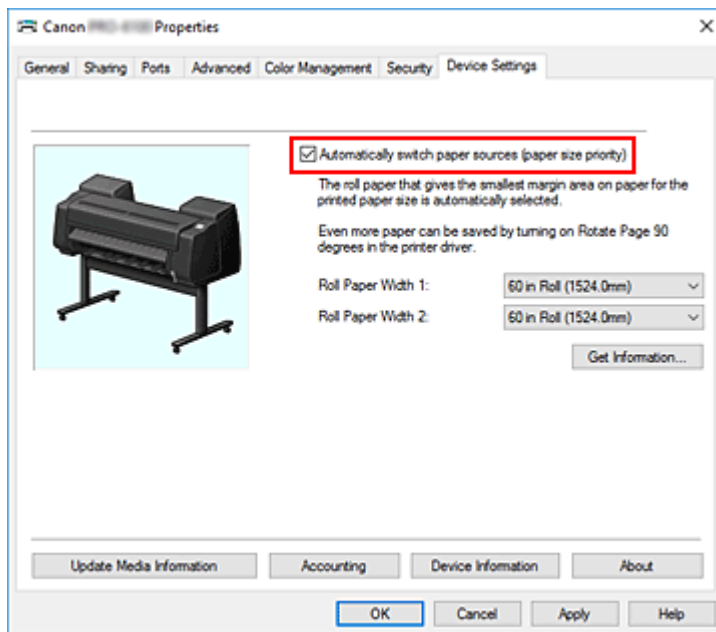 Canon Properties
General Sharing Ports Advanced Color Management Security Device Settings
Automatically switch paper sources (paper size priority)
The roll paper that gives the smallest margin area on paper for the
printed paper size is automatically selected.
Even more paper can be saved by turning on Rotate Page 90
degrees in the printer driver.
Roll Paper Width 1: 60 in Roll (1524.0mm)
Roll Paper Width 2: 60 in Roll (1524.0mm)
Get Information...
Update Media Information Accounting Device Information About
OK Cancel Apply Help